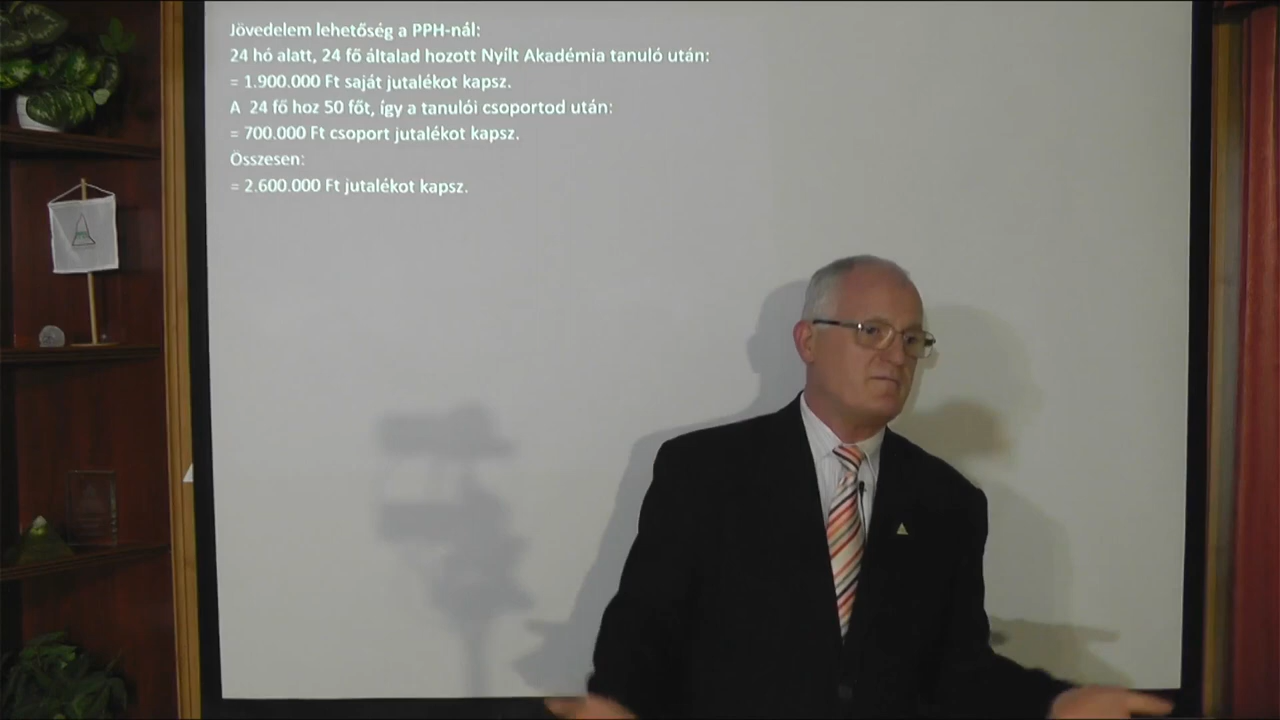 Jövedelem lehetőség a PPH-nál:
24 hó alatt, 24 fő általad hozott Nyílt Akadémia tanuló után:
= 1.900.000 Ft saját jutalékot kapsz.
A 24 fő hoz 50 főt, így a tanulói csoportod után:
= 700.000 Ft csoport jutalékot kapsz.
Összesen:
= 2.600.000 Ft jutalékot kapsz.